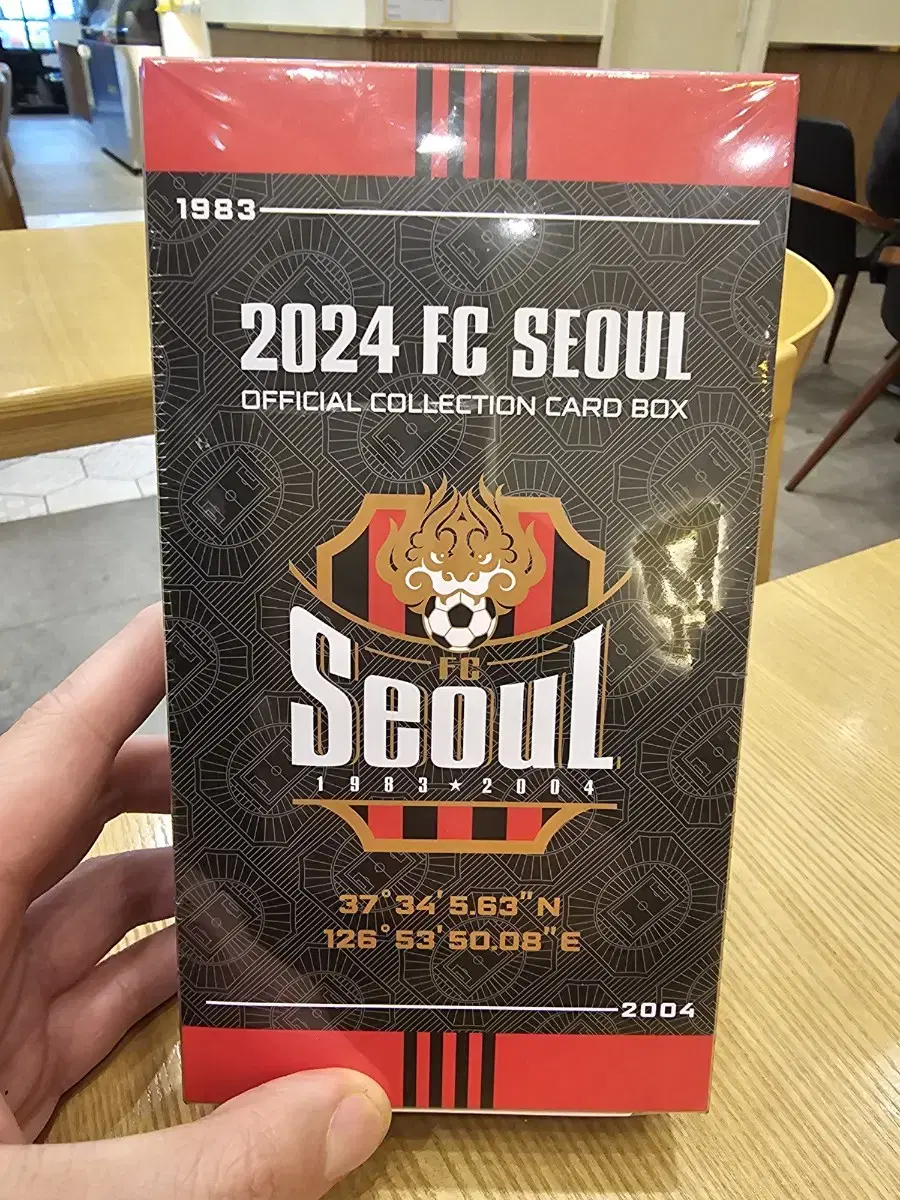 1983
2024 FC SEOUL
OFFICIAL COLLECTION CARD BOX
FC
Seoul
1983★2004
37°34'5.63"N
126°53'50.08"E
2004